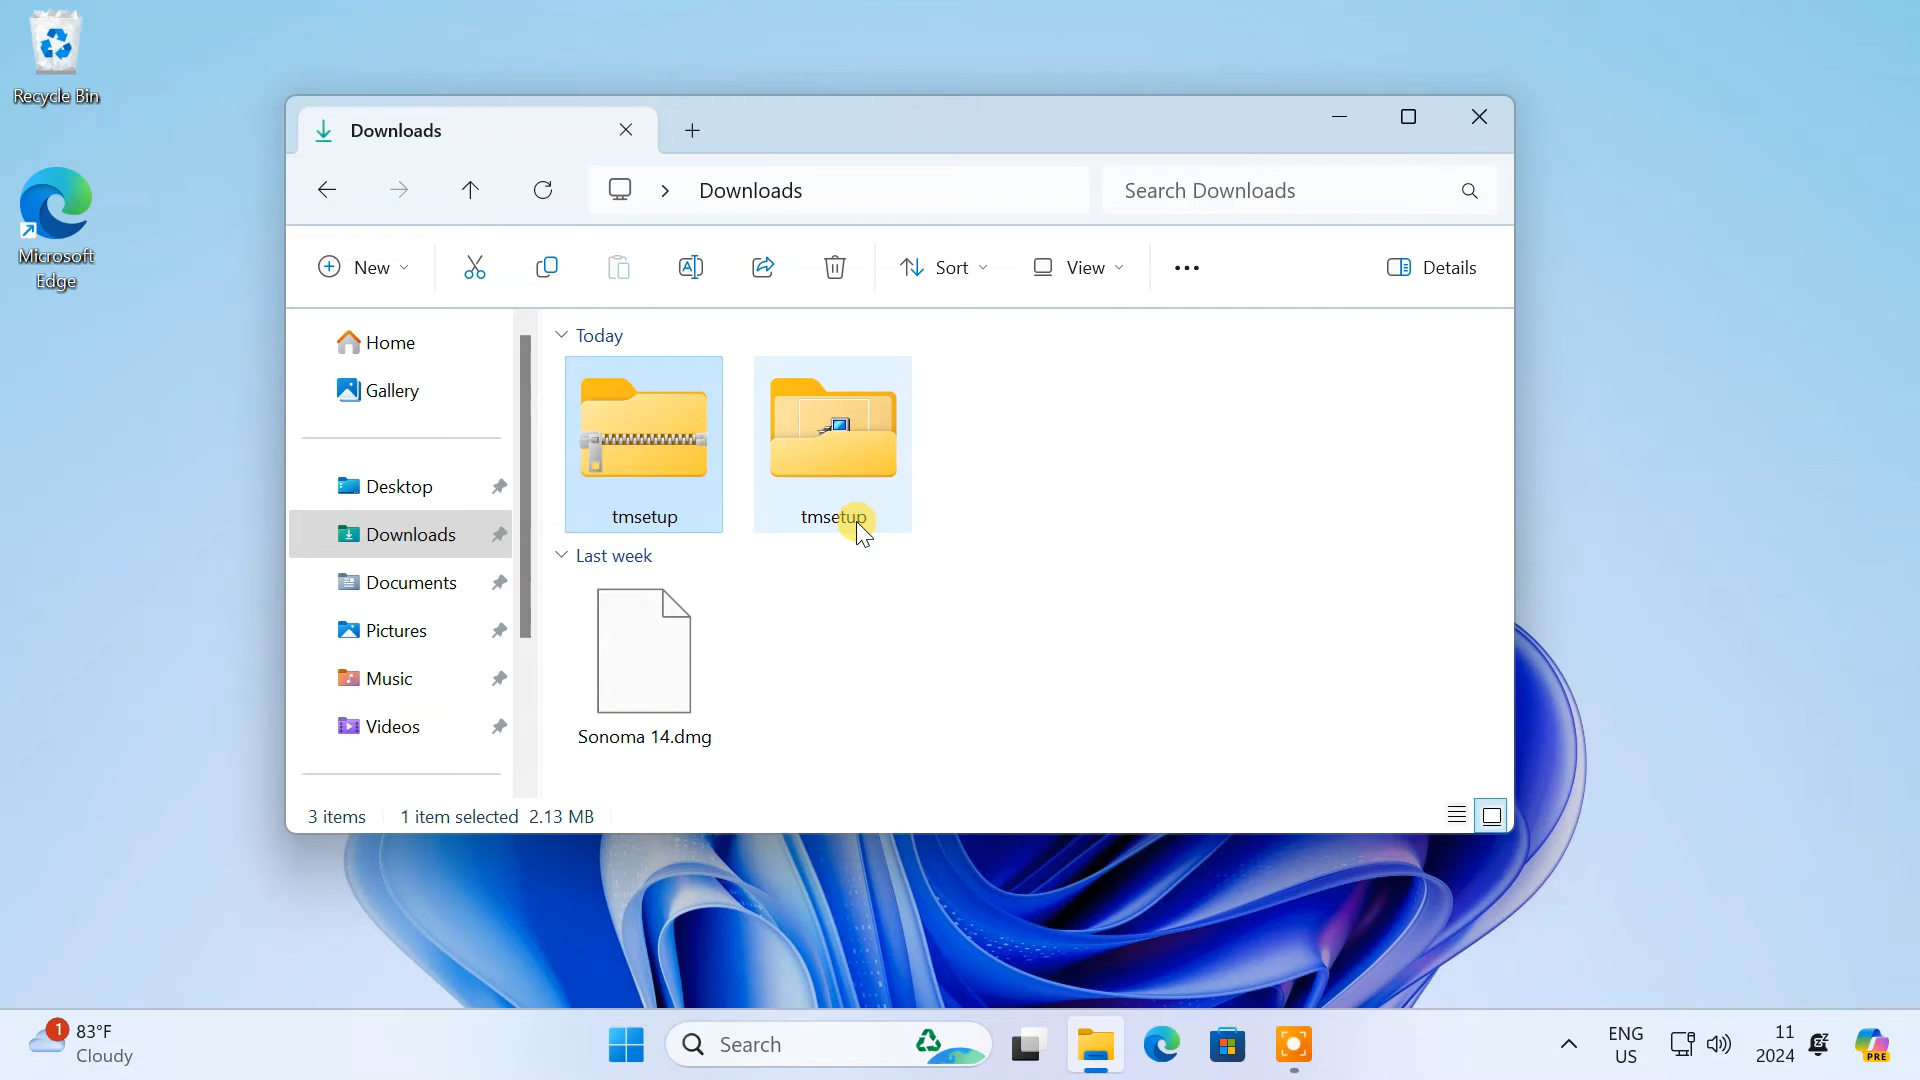 Recycle Bin
Microsoft
Edge
Downloads
Downloads
Search Downloads
New
Sort
View
Details
Home
Gallery
Desktop
Downloads
Documents
Pictures
Music
Videos
Today
tmsetup
tmsetup
Last week
Sonoma 14.dmg
3 items
1 item selected 2.13 MB
1
83°F
Cloudy
Search
ENG
US
11
2024
PRE